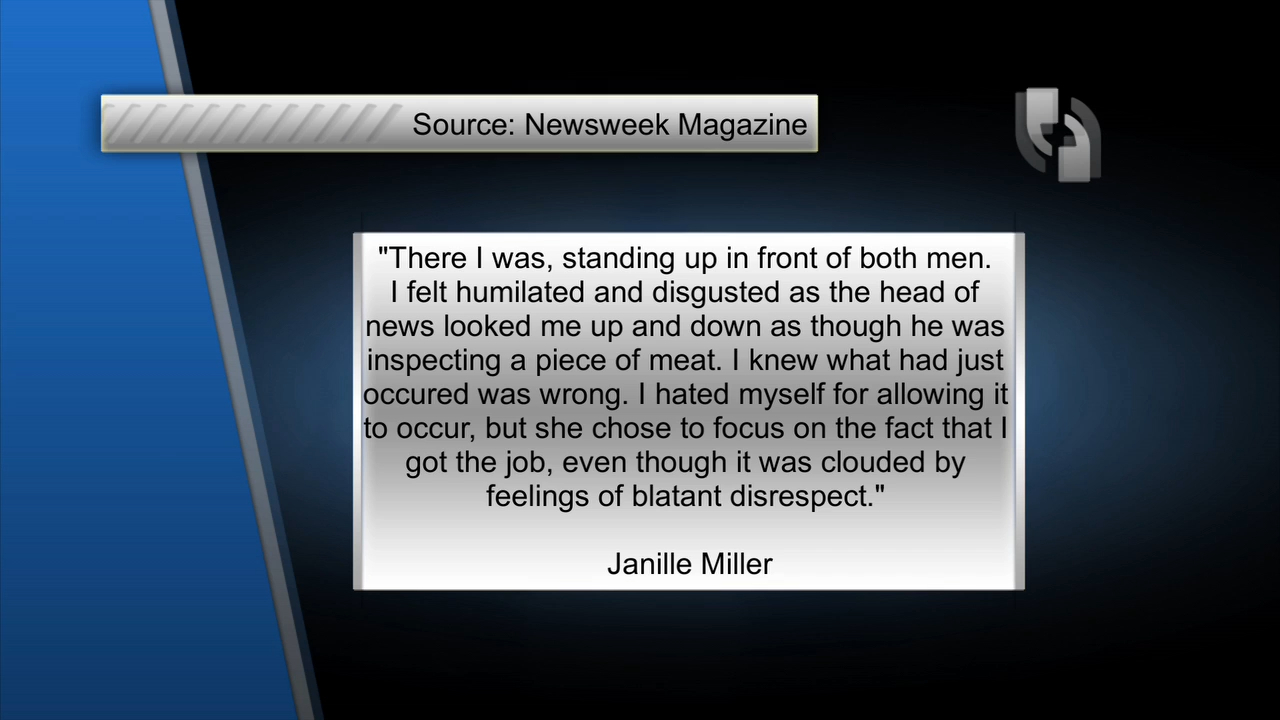 Source: Newsweek Magazine
"There I was, standing up in front of both men.
I felt humilated and disgusted as the head of
news looked me up and down as though he was
inspecting a piece of meat. I knew what had just
occured was wrong. I hated myself for allowing it
to occur, but she chose to focus on the fact that I
got the job, even though it was clouded by
feelings of blatant disrespect."
Janille Miller